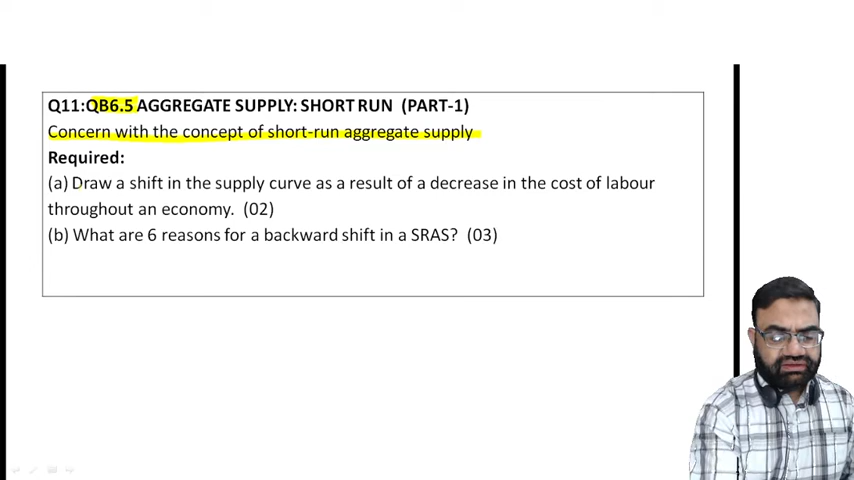 Q11:QB6.5 AGGREGATE SUPPLY: SHORT RUN (PART-1)
Concern with the concept of short-run aggregate supply
Required:
(a) Draw a shift in the supply curve as a result of a decrease in the cost of labour
throughout an economy. (02)
(b) What are 6 reasons for a backward shift in a SRAS? (03)